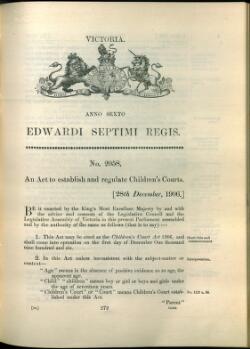 VICTORIA.
ANNO SEXTO
EDWARDI SEPTIMI REGIS.
No. 2058.
An Act to establish and regulate Children's Courts.
[28th December, 1906.]
BE it enacted by the King's Most Excellent Majesty by and with
the advice and consent of the Legislative Council and the
Legislative Assembly of Victoria in this present Parliament assembled
and by the authority of the same as follows (that is to say):—
1. This Act may be cited as the Children's Court Act 1906, and
shall come into operation on the first day of December One thousand
nine hundred and six.
2. In this Act unless inconsistent with the subject-matter or
context—
Interpretation.
"Age" means in the absence of positive evidence as to age, the
apparent age.
"Child" "children" means boy or girl or boys and girls under
the age of seventeen years.
"Children's Court" or "Court" means Children's Court estab-
lished under this Act.
"Parent"
272